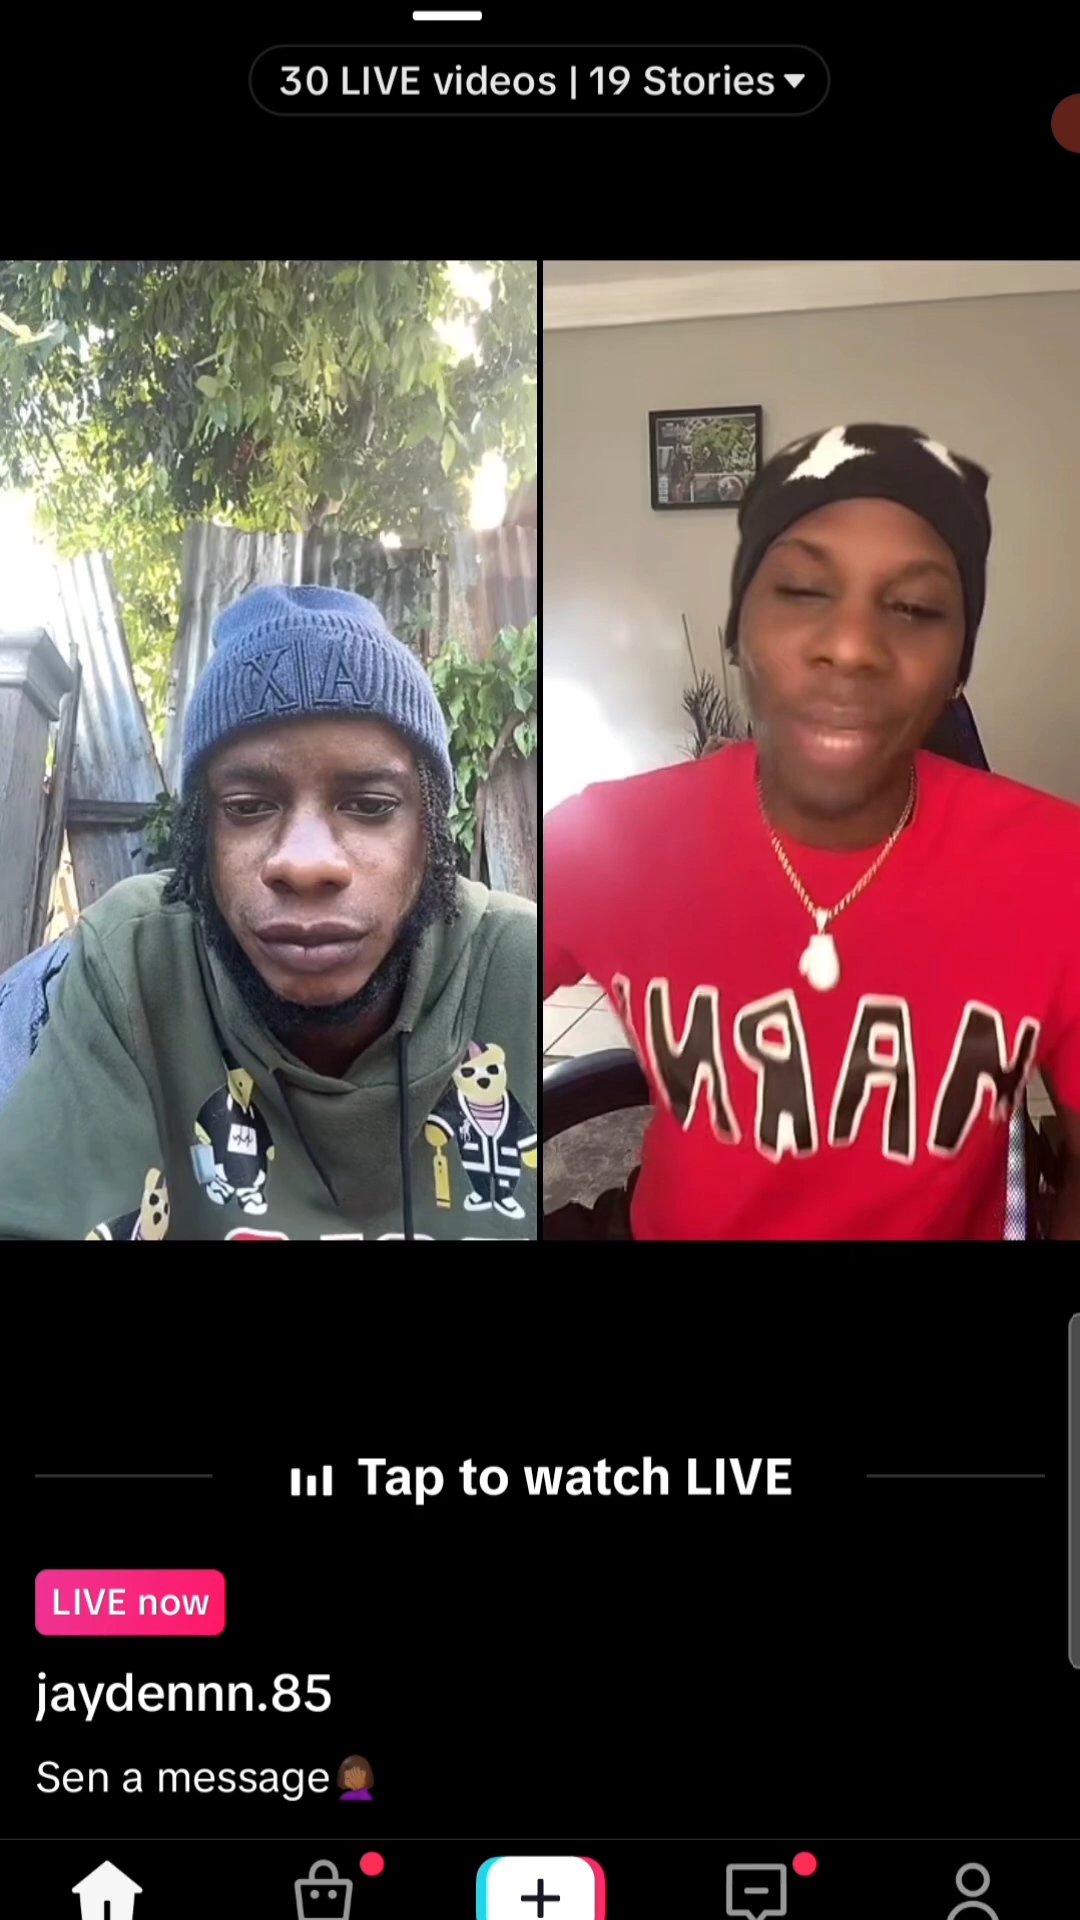 30 LIVE videos | 19 Stories
X|A
Tap to watch LIVE
LIVE now
jaydennn.85
Sen a message🤦🏾‍♀️